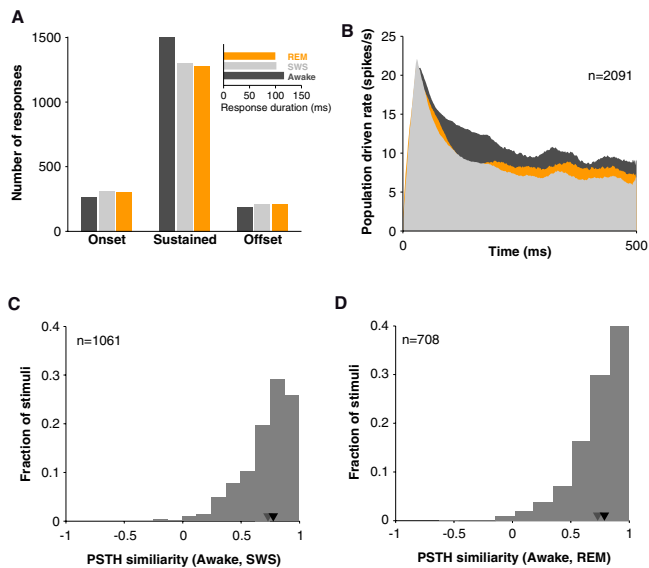 A
1500
1000
500
0
Number of responses
Onset
Sustained
Offset
REM
SWS
Awake
0
50
100
150
Response duration (ms)
B
25
20
15
10
5
0
Population driven rate (spikes/s)
n=2091
0
500
Time (ms)
C
n=1061
0.4
0.3
0.2
0.1
0
Fraction of stimuli
-1
-0.5
0
0.5
1
PSTH similiarity (Awake, SWS)
D
n=708
0.4
0.3
0.2
0.1
0
Fraction of stimuli
-1
-0.5
0
0.5
1
PSTH similiarity (Awake, REM)